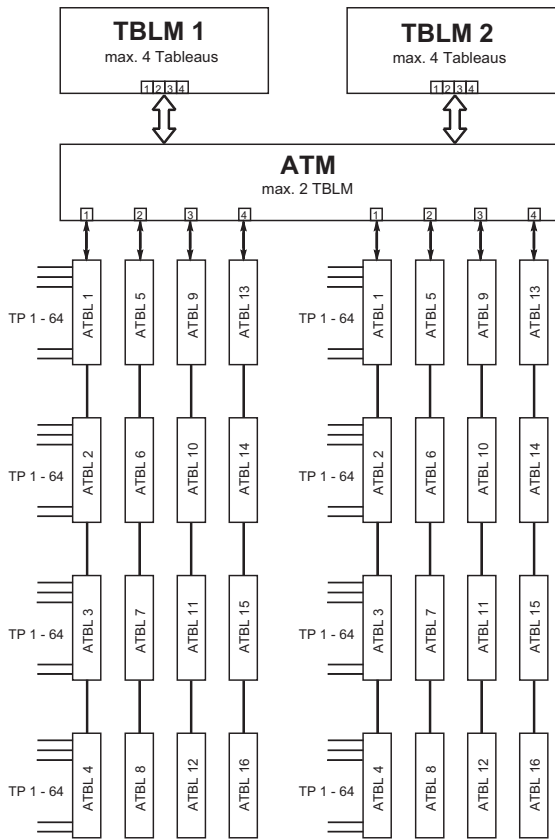 TBLM 1
max. 4 Tableaus
1 2 3 4
TBLM 2
max. 4 Tableaus
1 2 3 4
ATM
max. 2 TBLM
1 2 3 4 1 2 3 4
TP 1 - 64
ATBL 1
ATBL 5
ATBL 9
ATBL 13
TP 1 - 64
ATBL 1
ATBL 5
ATBL 9
ATBL 13
TP 1 - 64
ATBL 2
ATBL 6
ATBL 10
ATBL 14
TP 1 - 64
ATBL 2
ATBL 6
ATBL 10
ATBL 14
TP 1 - 64
ATBL 3
ATBL 7
ATBL 11
ATBL 15
TP 1 - 64
ATBL 3
ATBL 7
ATBL 11
ATBL 15
TP 1 - 64
ATBL 4
ATBL 8
ATBL 12
ATBL 16
TP 1 - 64
ATBL 4
ATBL 8
ATBL 12
ATBL 16